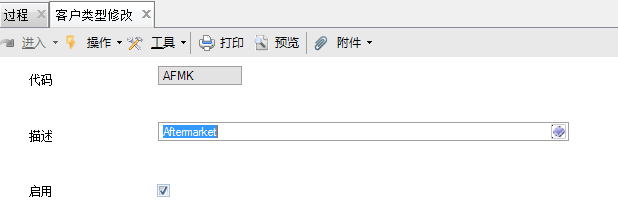 过程 客户类型修改
进入 操作 工具 打印 预览 附件
代码 AFMK
描述 Aftermarket
启用